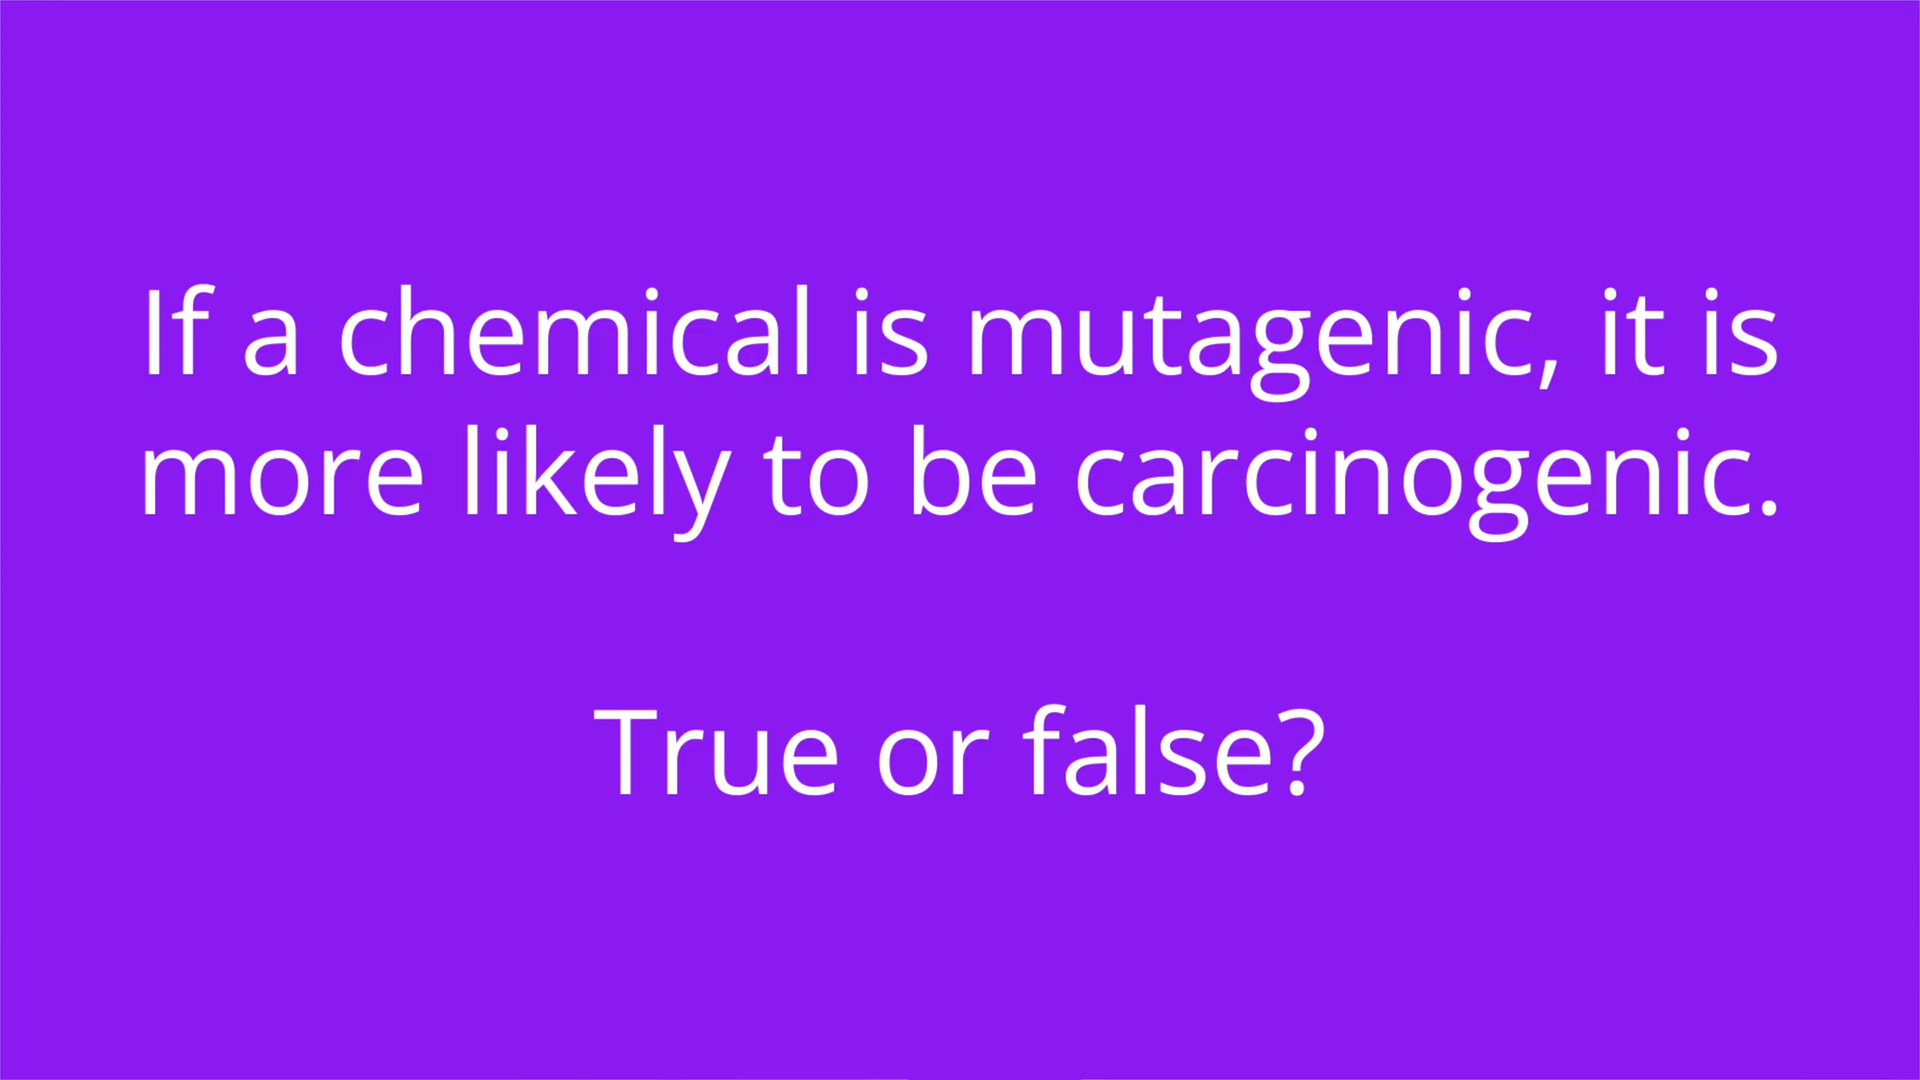 If a chemical is mutagenic, it is
more likely to be carcinogenic.
True or false?